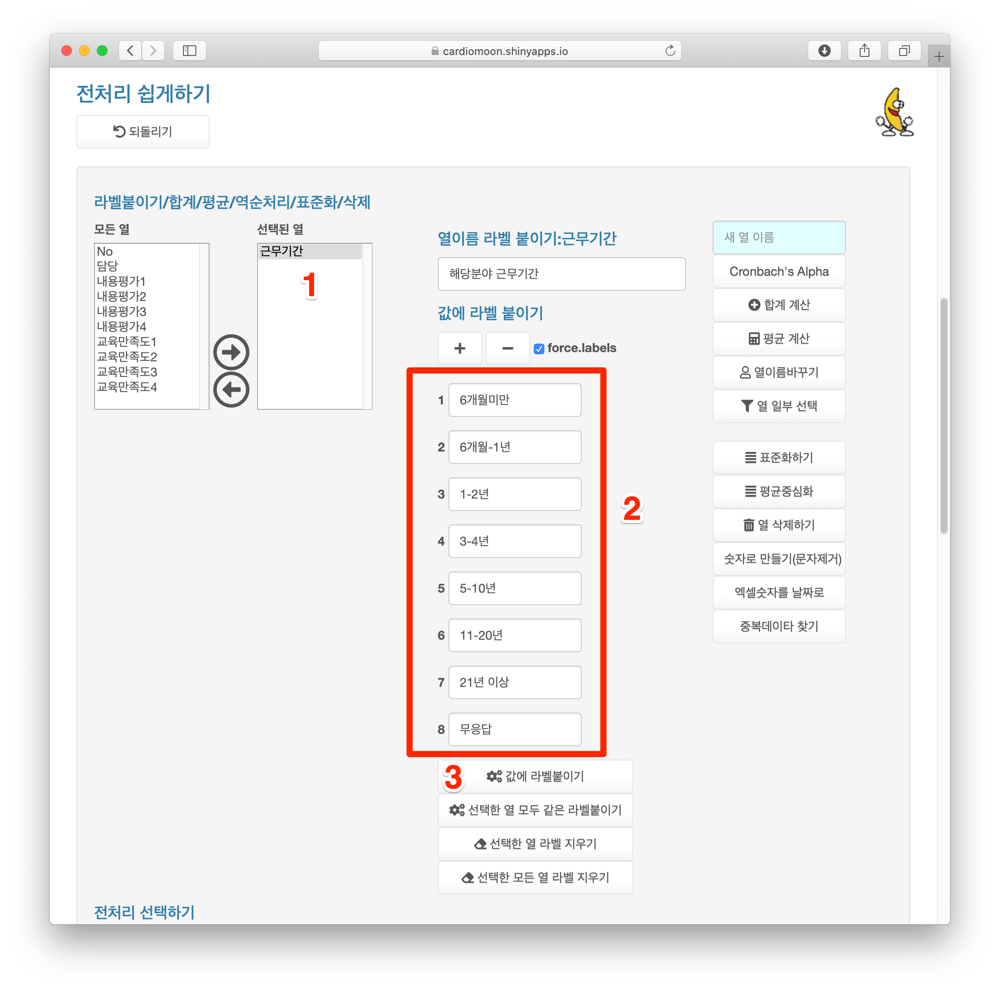 cardiomoon.shinyapps.io
전처리 쉽게하기
되돌리기
라벨붙이기/합계/평균/역순처리/표준화/삭제
모든 열
No
담당
내용평가1
내용평가2
내용평가3
내용평가4
교육만족도1
교육만족도2
교육만족도3
교육만족도4
선택된 열
근무기간
1
열이름 라벨 붙이기:근무기간
해당분야 근무기간
값에 라벨 붙이기
+ − force.labels
1 6개월미만
2 6개월-1년
3 1-2년
4 3-4년
5 5-10년
6 11-20년
7 21년 이상
8 무응답
2
3 값에 라벨붙이기
선택한 열 모두 같은 라벨붙이기
선택한 열 라벨 지우기
선택한 모든 열 라벨 지우기
새 열 이름
Cronbach's Alpha
합계 계산
평균 계산
열이름바꾸기
열 일부 선택
표준화하기
평균중심화
열 삭제하기
숫자로 만들기(문자제거)
엑셀숫자를 날짜로
중복데이타 찾기
전처리 선택하기